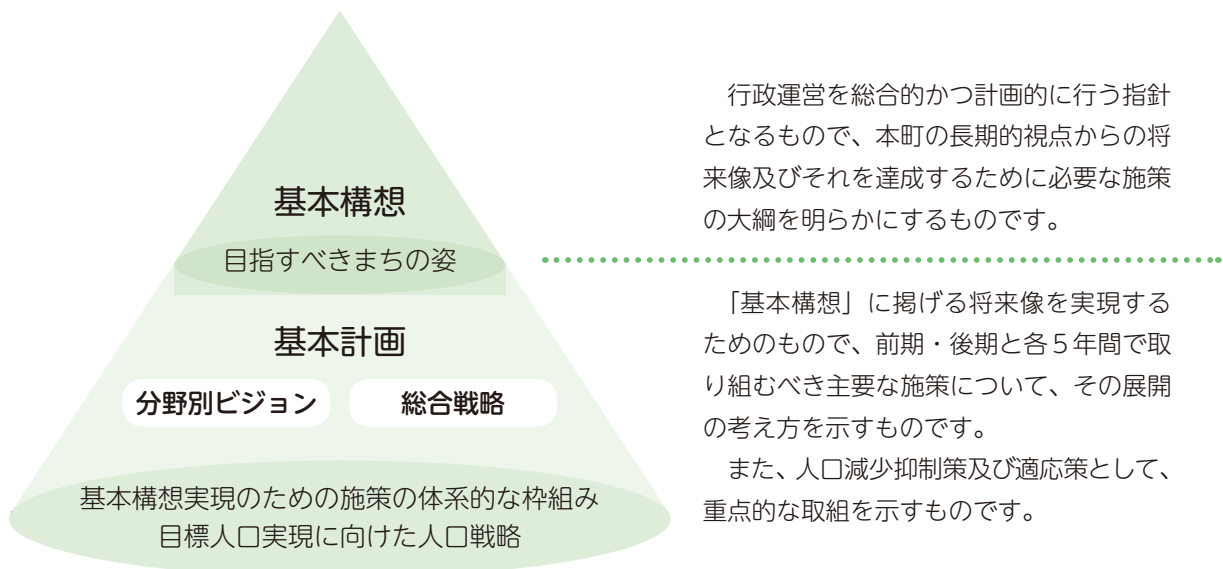 基本構想
目指すべきまちの姿
基本計画
分野別ビジョン
総合戦略
基本構想実現のための施策の体系的な枠組み
目標人口実現に向けた人口戦略
行政運営を総合的かつ計画的に行う指針
となるもので、本町の長期的視点からの将
来像及びそれを達成するために必要な施策
の大綱を明らかにするものです。
「基本構想」に掲げる将来像を実現する
ためのもので、前期・後期と各５年間で取
り組むべき主要な施策について、その展開
の考え方を示すものです。
また、人口減少抑制策及び適応策として、
重点的な取組を示すものです。